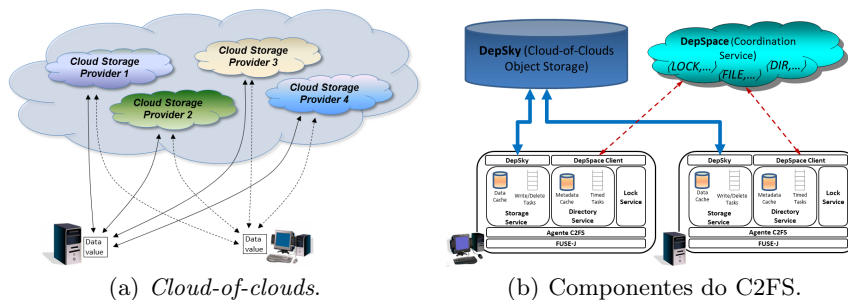 Cloud Storage
Provider 1
Cloud Storage
Provider 3
Cloud Storage
Provider 2
Cloud Storage
Provider 4
Data
value
Data
value
(a) Cloud-of-clouds.
DepSky (Cloud-of-Clouds
Object Storage)
DepSpace (Coordination
Service)
⟨LOCK,...⟩
⟨FILE,...⟩
⟨DIR,...⟩
DepSky
DepSpace Client
Data
Cache
Write/Delete
Tasks
Storage
Service
Metadata
Cache
Timed
Tasks
Directory
Service
Lock
Service
Agente C2FS
FUSE-J
DepSky
DepSpace Client
Data
Cache
Write/Delete
Tasks
Storage
Service
Metadata
Cache
Timed
Tasks
Directory
Service
Lock
Service
Agente C2FS
FUSE-J
(b) Componentes do C2FS.